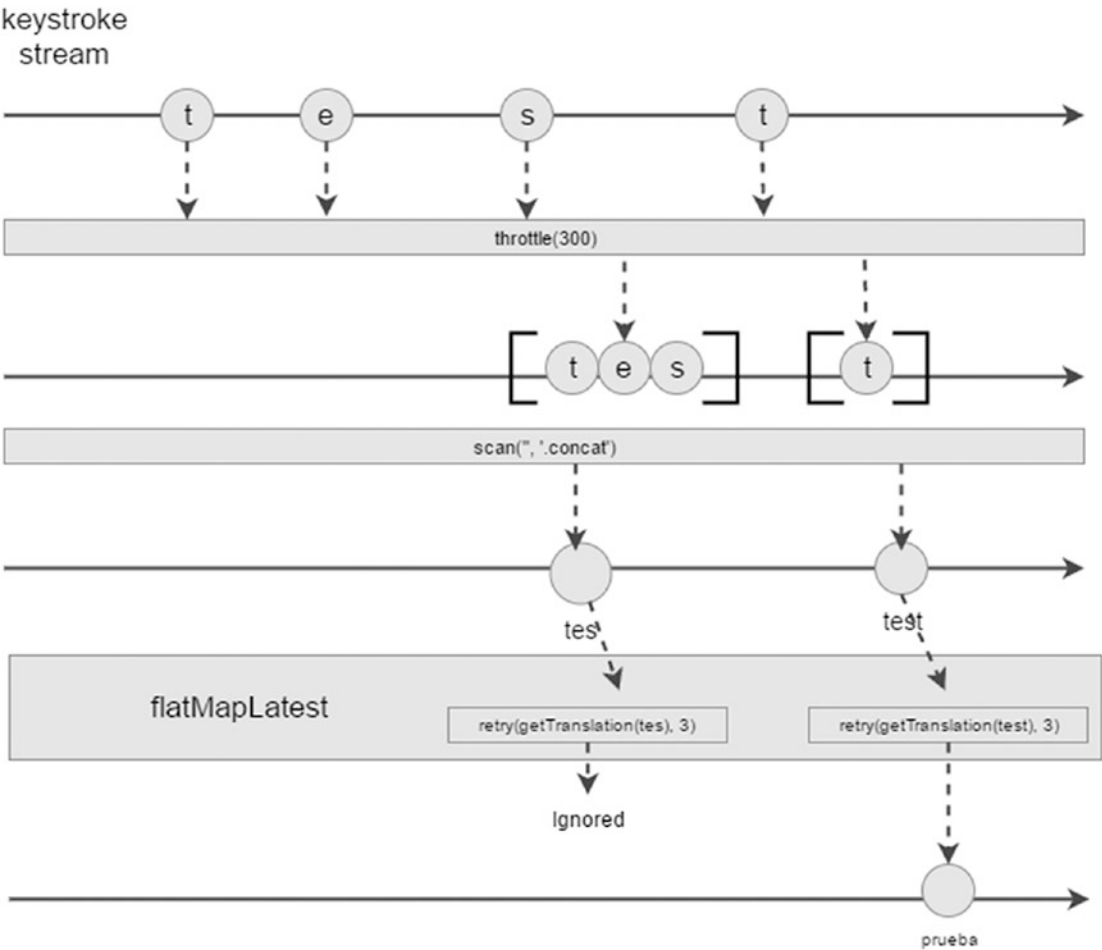 keystroke
stream
t e s t
throttle(300)
t e s t
scan('', '.concat')
tes test
flatMapLatest
retry(getTranslation(tes), 3) retry(getTranslation(test), 3)
Ignored
prueba